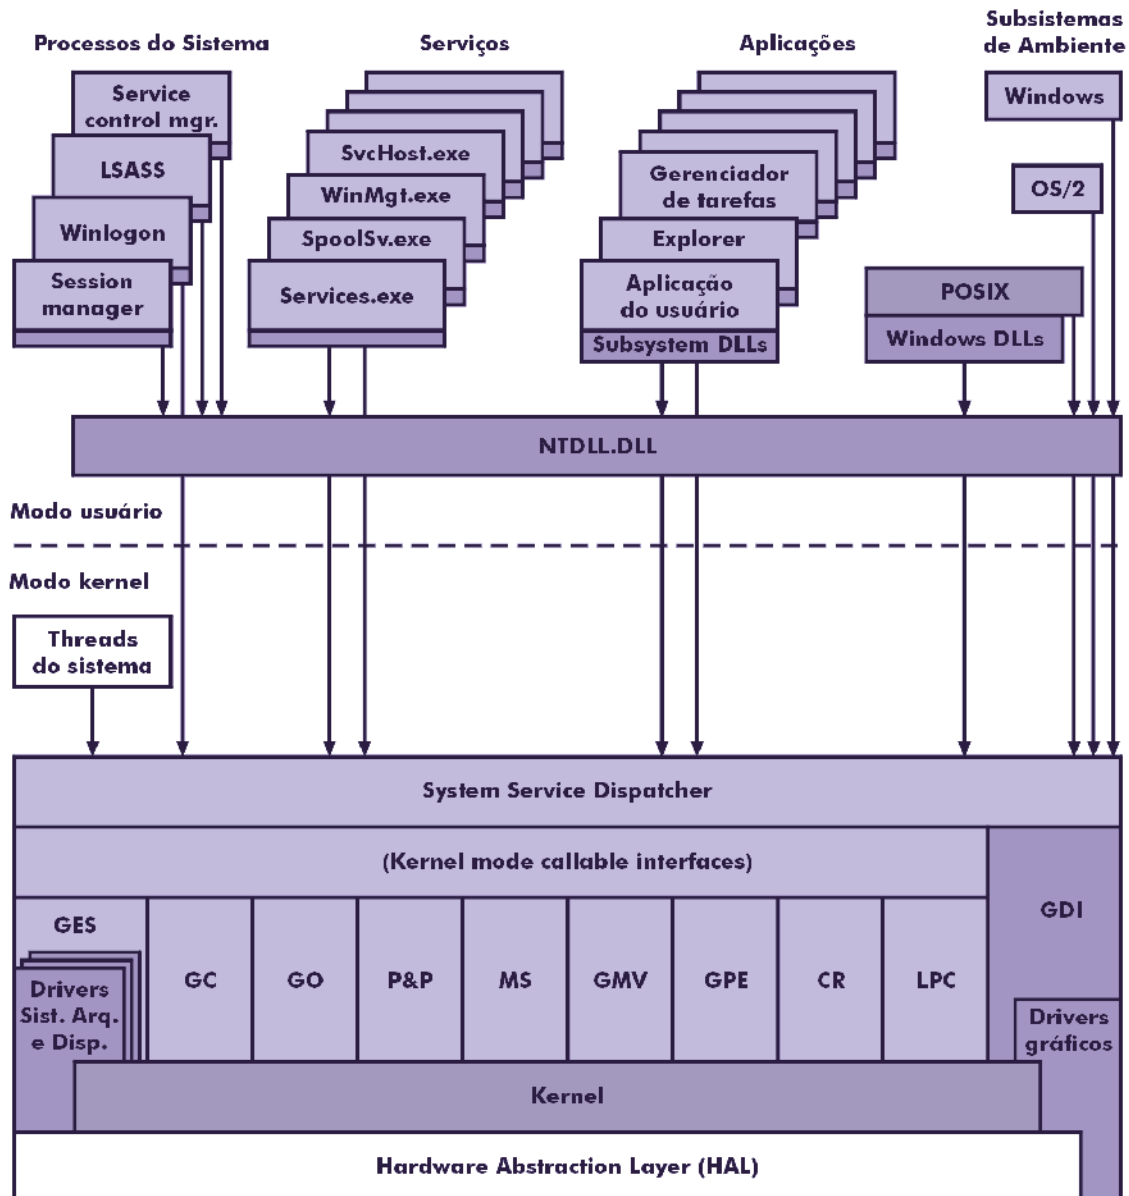 Processos do Sistema
Serviços
Aplicações
Subsistemas
de Ambiente
Service
control mgr.
LSASS
Winlogon
Session
manager
SvcHost.exe
WinMgt.exe
SpoolSv.exe
Services.exe
Gerenciador
de tarefas
Explorer
Aplicação
do usuário
Subsystem DLLs
Windows
OS/2
POSIX
Windows DLLs
NTDLL.DLL
Modo usuário
Modo kernel
Threads
do sistema
System Service Dispatcher
(Kernel mode callable interfaces)
GES
Drivers
Sist. Arq.
e Disp.
GC
GO
P&P
MS
GMV
GPE
CR
LPC
GDI
Drivers
gráficos
Kernel
Hardware Abstraction Layer (HAL)